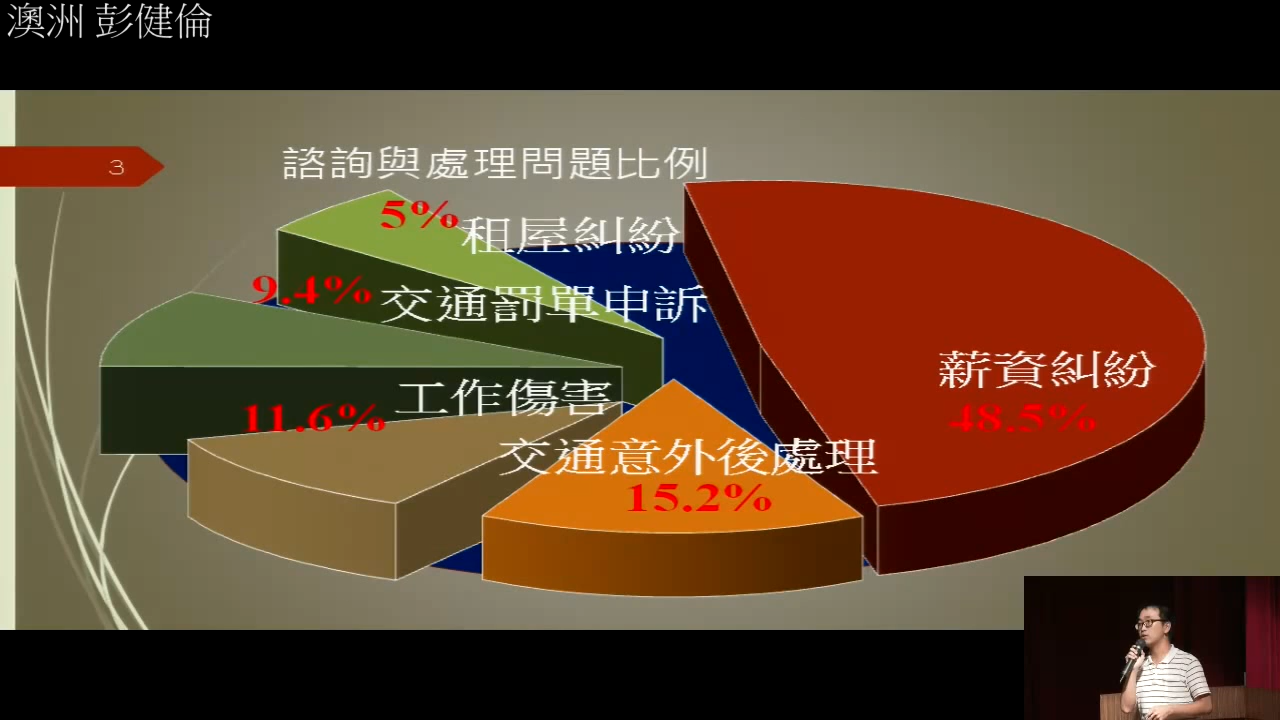 澳洲 彭健倫
3
諮詢與處理問題比例
5%
租屋糾紛
9.4%
交通罰單申訴
薪資糾紛
48.5%
工作傷害
11.6%
交通意外後處理
15.2%